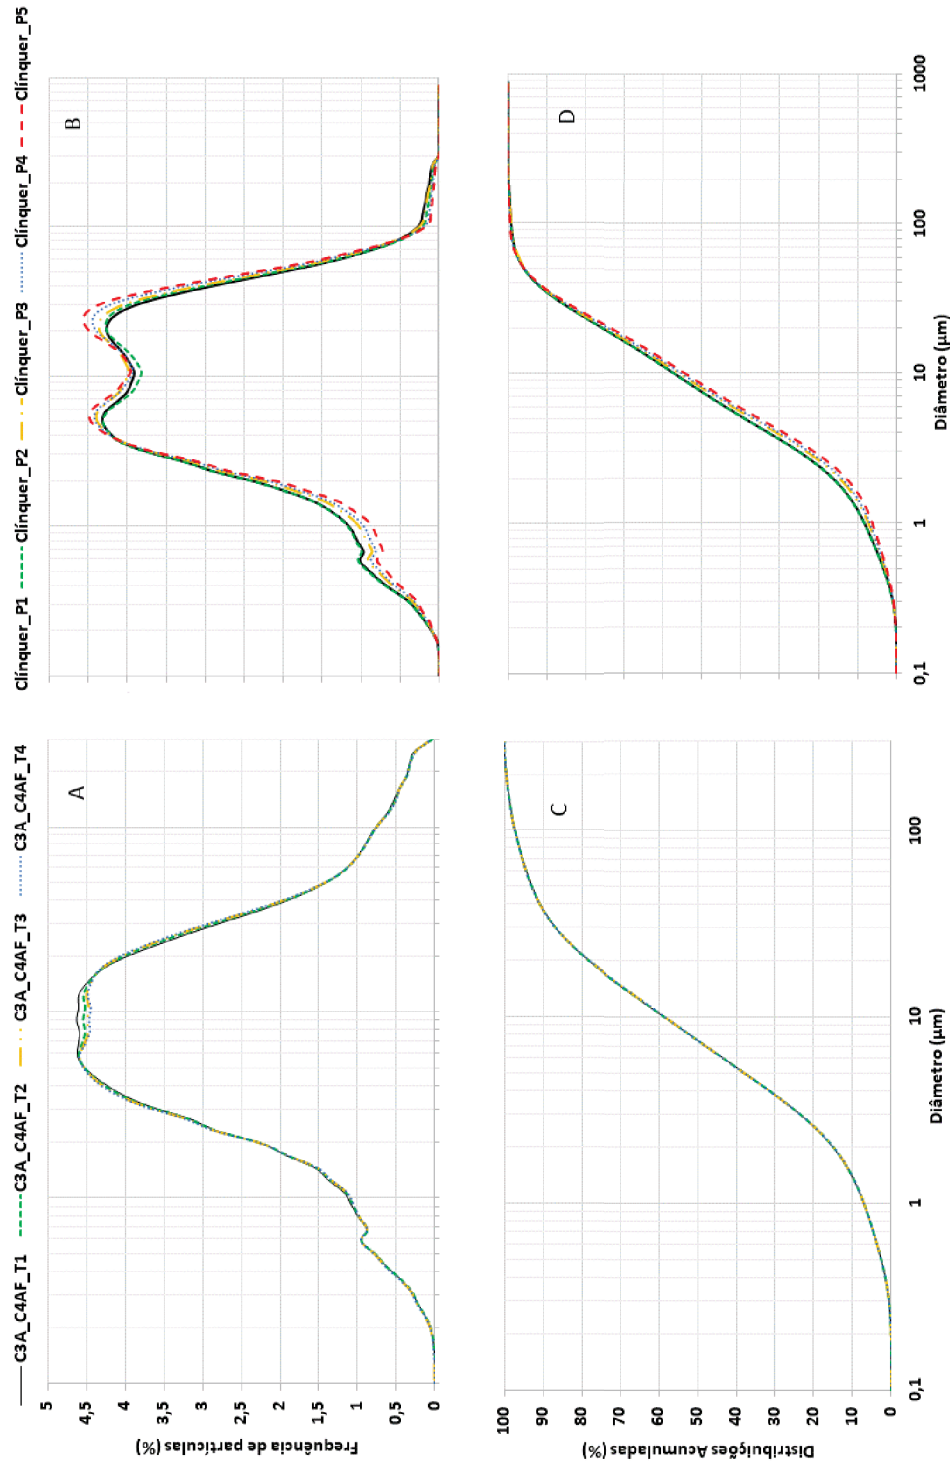 C3A_C4AF_T1 C3A_C4AF_T2 C3A_C4AF_T3 C3A_C4AF_T4
Clínquer_P1 Clínquer_P2 Clínquer_P3 Clínquer_P4 Clínquer_P5
Frequência de partículas (%)
5
4,5
4
3,5
3
2,5
2
1,5
1
0,5
0
A
B
Distribuições Acumuladas (%)
100
90
80
70
60
50
40
30
20
10
0
C
0,1 1 10 100
Diâmetro (µm)
D
0,1 1 10 100 1000
Diâmetro (µm)